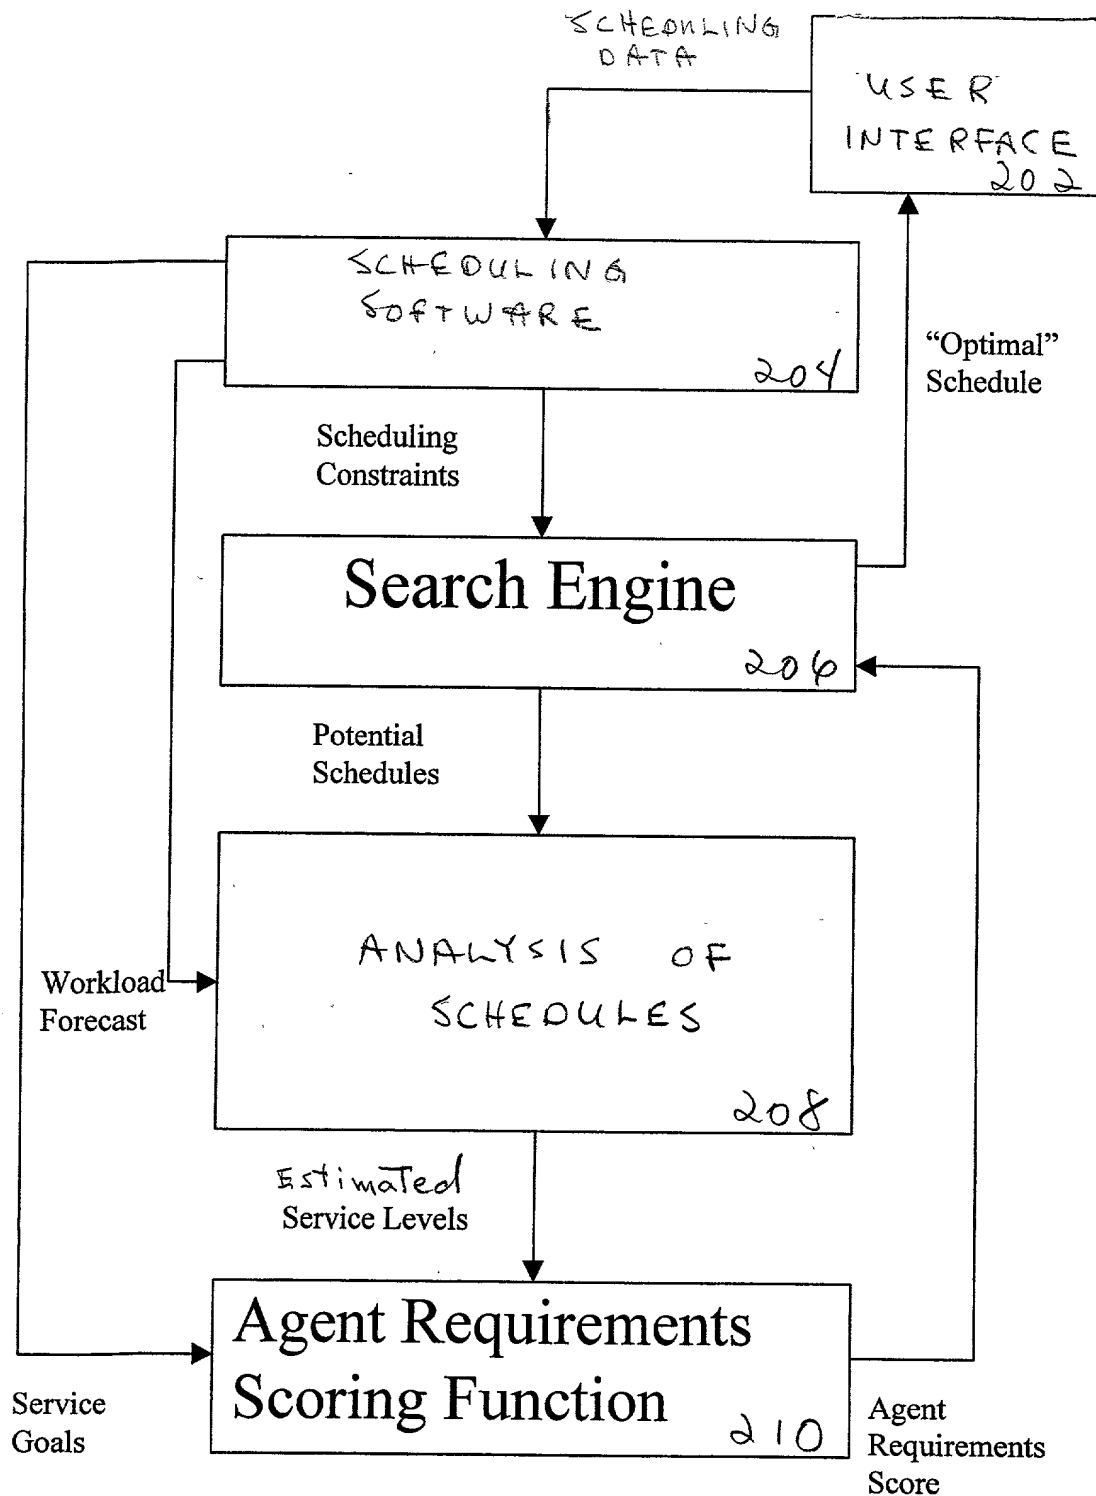 SCHEDULING
DATA
USER
INTERFACE
202
SCHEDULING
SOFTWARE
204
"Optimal"
Schedule
Scheduling
Constraints
Search Engine
206
Potential
Schedules
ANALYSIS OF
SCHEDULES
208
Workload
Forecast
Estimated
Service Levels
Agent Requirements
Scoring Function
210
Service
Goals
Agent
Requirements
Score